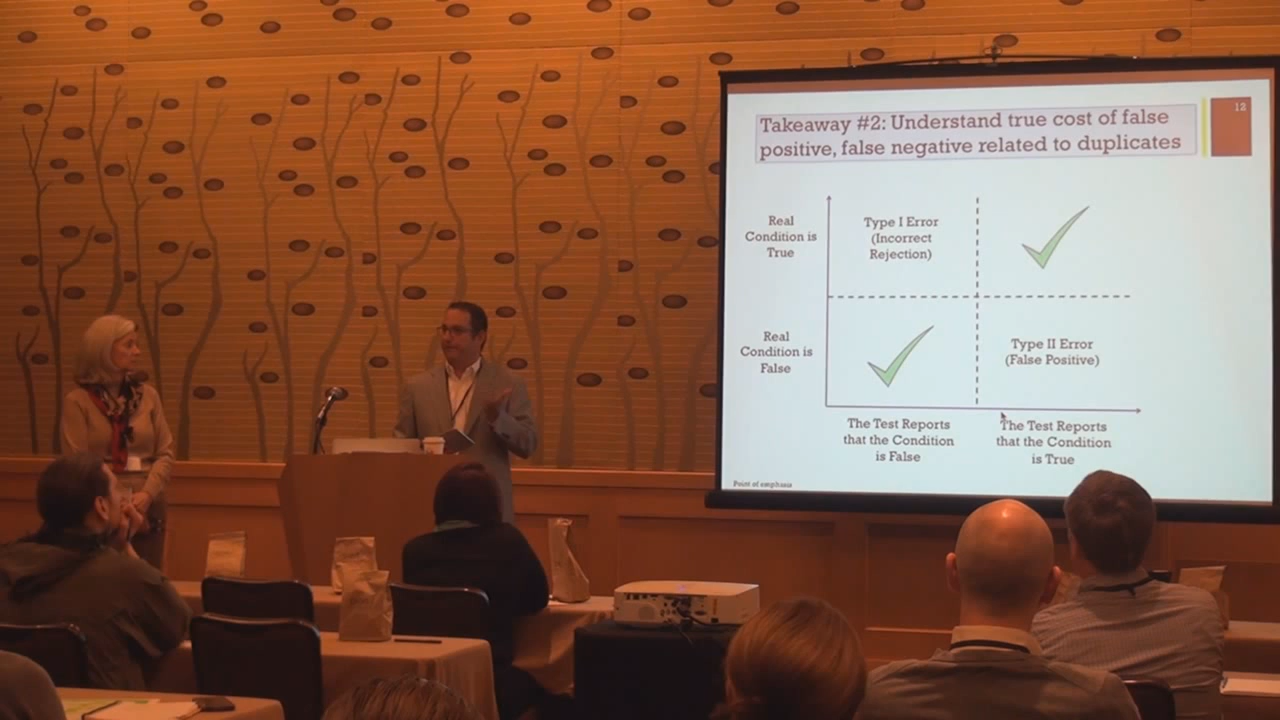 12
Takeaway #2: Understand true cost of false
positive, false negative related to duplicates
Real
Condition is
True
Type I Error
(Incorrect
Rejection)
Real
Condition is
False
Type II Error
(False Positive)
The Test Reports
that the Condition
is False
The Test Reports
that the Condition
is True
Point of emphasis